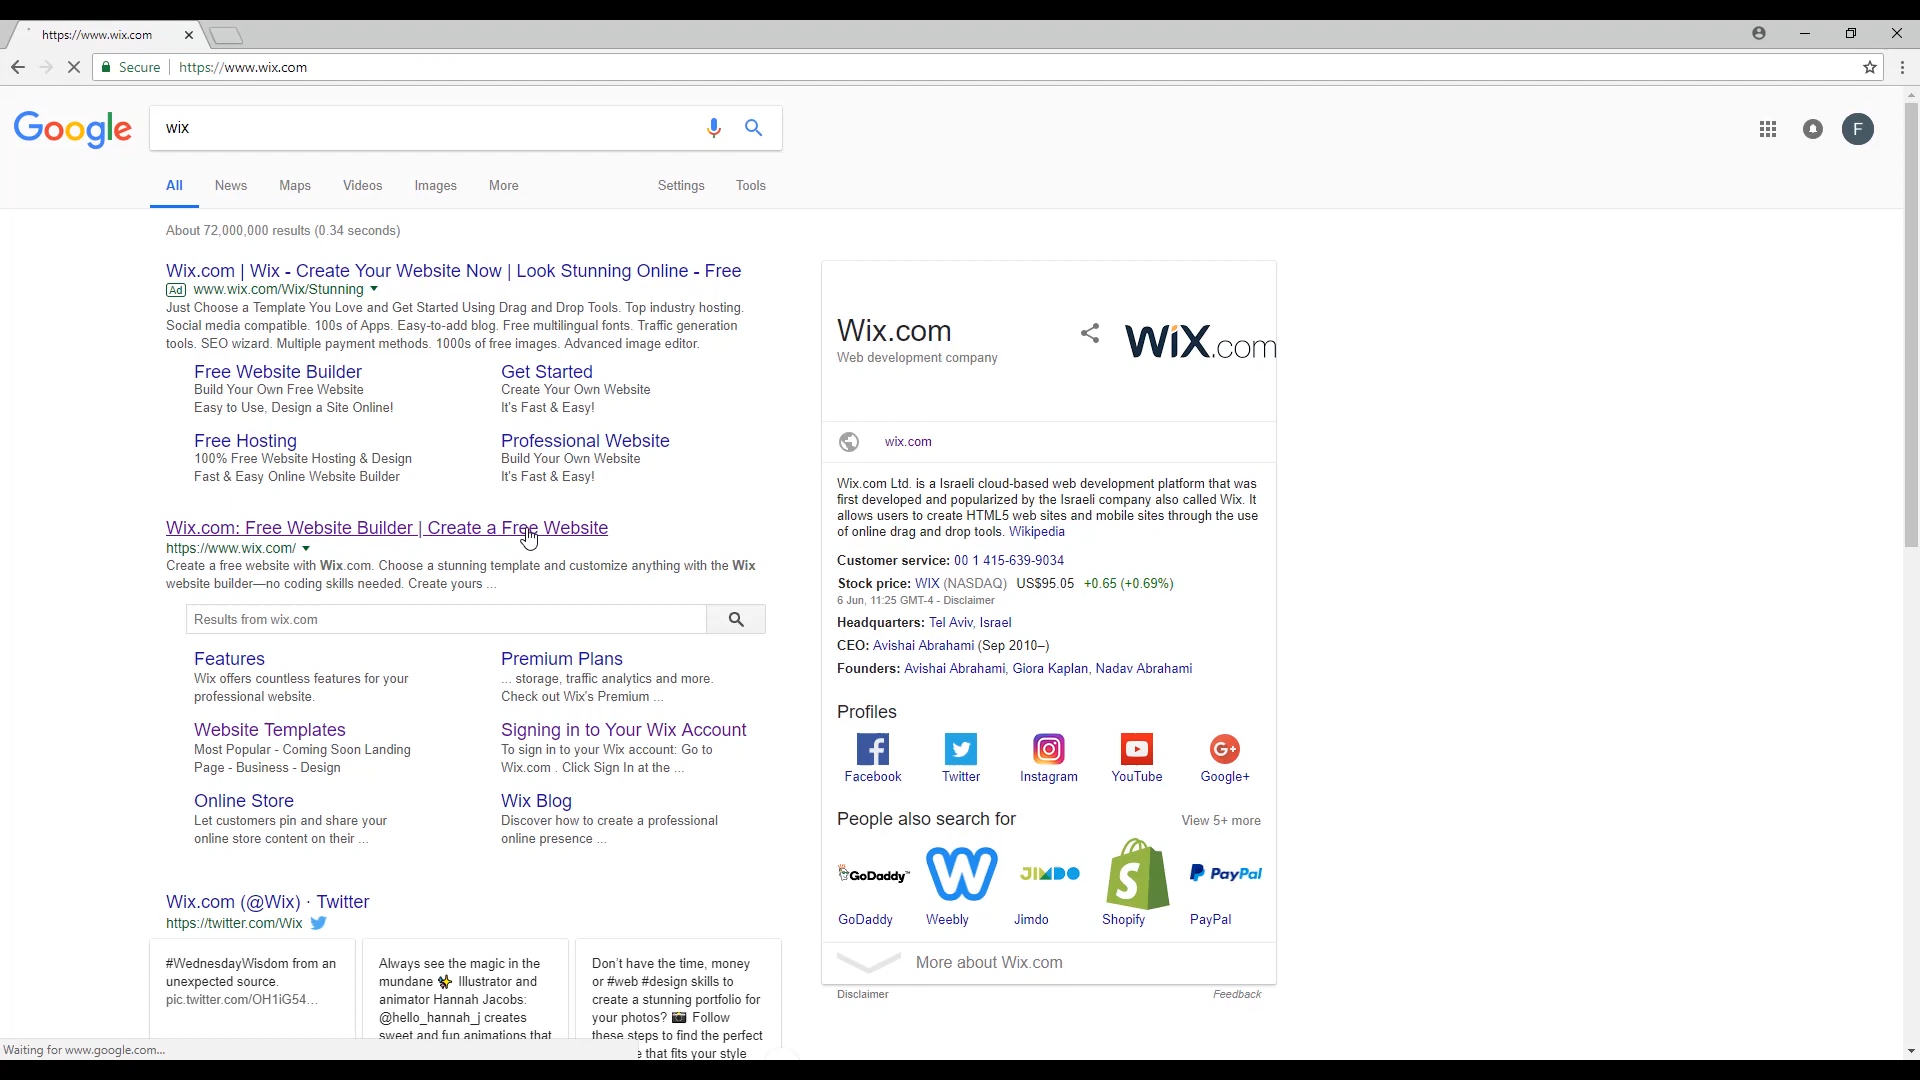 https://www.wix.com
Secure | https://www.wix.com
Google
wix
F
All News Maps Videos Images More Settings Tools
About 72,000,000 results (0.34 seconds)
Wix.com | Wix - Create Your Website Now | Look Stunning Online - Free
Ad www.wix.com/Wix/Stunning
Just Choose a Template You Love and Get Started Using Drag and Drop Tools. Top industry hosting.
Social media compatible. 100s of Apps. Easy-to-add blog. Free multilingual fonts. Traffic generation
tools. SEO wizard. Multiple payment methods. 1000s of free images. Advanced image editor.
Free Website Builder
Build Your Own Free Website
Easy to Use, Design a Site Online!
Get Started
Create Your Own Website
It's Fast & Easy!
Free Hosting
100% Free Website Hosting & Design
Fast & Easy Online Website Builder
Professional Website
Build Your Own Website
It's Fast & Easy!
Wix.com: Free Website Builder | Create a Free Website
https://www.wix.com/
Create a free website with Wix.com. Choose a stunning template and customize anything with the Wix
website builder—no coding skills needed. Create yours ...
Results from wix.com
Features
Wix offers countless features for your
professional website.
Premium Plans
... storage, traffic analytics and more.
Check out Wix's Premium ...
Website Templates
Most Popular - Coming Soon Landing
Page - Business - Design
Signing in to Your Wix Account
To sign in to your Wix account: Go to
Wix.com . Click Sign In at the ...
Online Store
Let customers pin and share your
online store content on their ...
Wix Blog
Discover how to create a professional
online presence ...
Wix.com (@Wix) · Twitter
https://twitter.com/Wix
#WednesdayWisdom from an
unexpected source.
pic.twitter.com/OH1iG54...
Always see the magic in the
mundane ✨ Illustrator and
animator Hannah Jacobs:
@hello_hannah_j creates
sweet and fun animations that
Don't have the time, money
or #web #design skills to
create a stunning portfolio for
your photos? 📸 Follow
these steps to find the perfect
e that fits your style
Waiting for www.google.com...
Wix.com
Web development company
WiX.com
wix.com
Wix.com Ltd. is a Israeli cloud-based web development platform that was
first developed and popularized by the Israeli company also called Wix. It
allows users to create HTML5 web sites and mobile sites through the use
of online drag and drop tools. Wikipedia
Customer service: 00 1 415-639-9034
Stock price: WIX (NASDAQ) US$95.05 +0.65 (+0.69%)
6 Jun, 11:25 GMT-4 - Disclaimer
Headquarters: Tel Aviv, Israel
CEO: Avishai Abrahami (Sep 2010–)
Founders: Avishai Abrahami, Giora Kaplan, Nadav Abrahami
Profiles
Facebook Twitter Instagram YouTube Google+
People also search for View 5+ more
GoDaddy W JIMDO S PayPal
GoDaddy Weebly Jimdo Shopify PayPal
More about Wix.com
Disclaimer Feedback